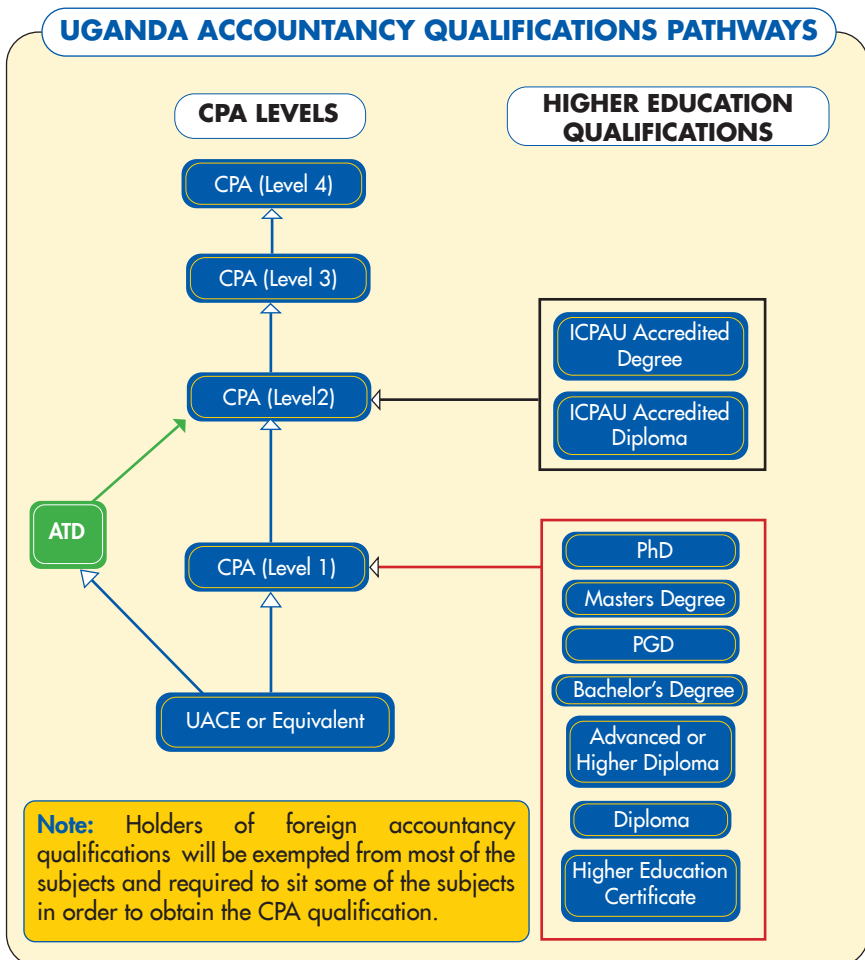 UGANDA ACCOUNTANCY QUALIFICATIONS PATHWAYS
CPA LEVELS
HIGHER EDUCATION
QUALIFICATIONS
CPA (Level 4)
CPA (Level 3)
CPA (Level2)
ICPAU Accredited
Degree
ICPAU Accredited
Diploma
ATD
CPA (Level 1)
UACE or Equivalent
PhD
Masters Degree
PGD
Bachelor's Degree
Advanced or
Higher Diploma
Diploma
Higher Education
Certificate
Note: Holders of foreign accountancy
qualifications will be exempted from most of the
subjects and required to sit some of the subjects
in order to obtain the CPA qualification.